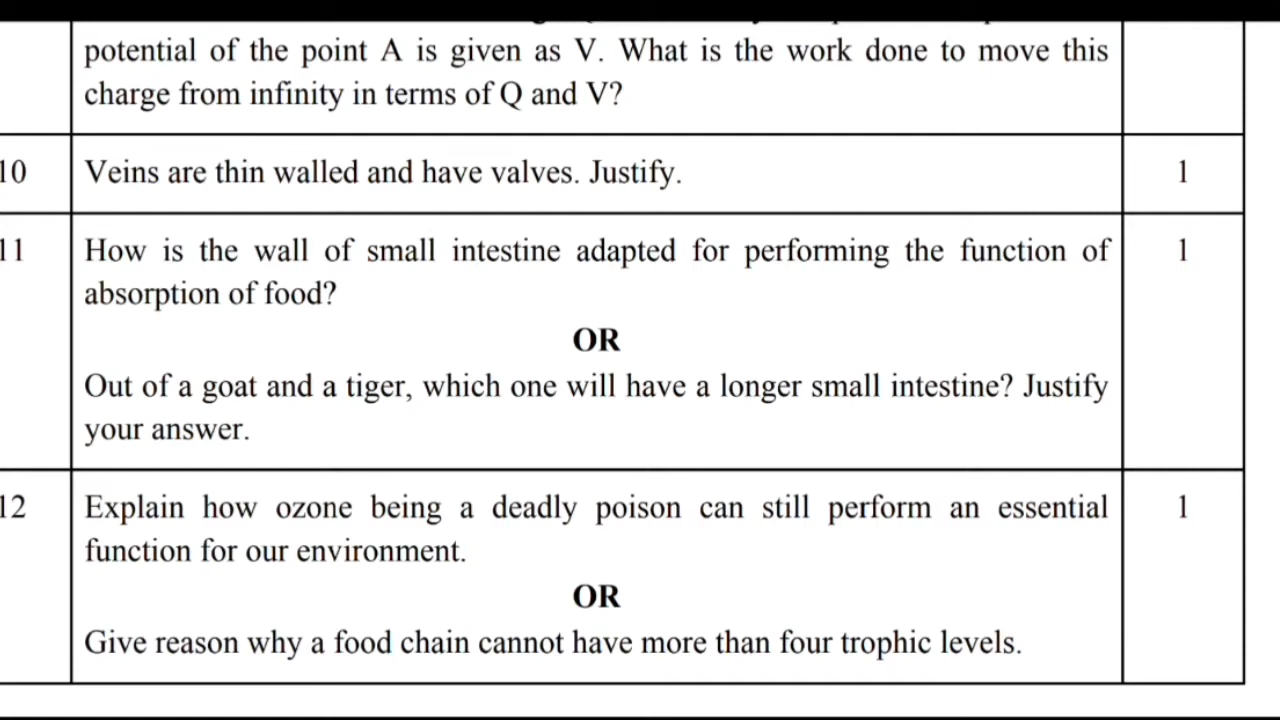 potential of the point A is given as V. What is the work done to move this
charge from infinity in terms of Q and V?
10 Veins are thin walled and have valves. Justify. 1
11 How is the wall of small intestine adapted for performing the function of 1
absorption of food?
OR
Out of a goat and a tiger, which one will have a longer small intestine? Justify
your answer.
12 Explain how ozone being a deadly poison can still perform an essential 1
function for our environment.
OR
Give reason why a food chain cannot have more than four trophic levels.